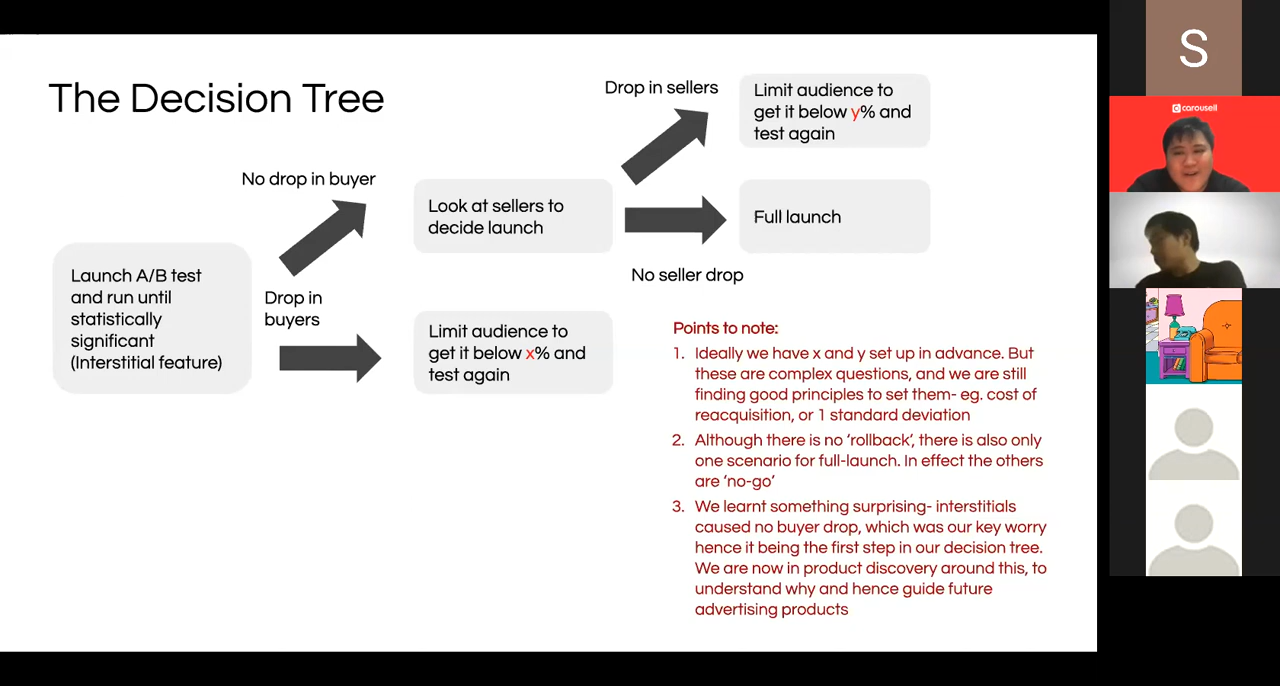 The Decision Tree
Launch A/B test
and run until
statistically
significant
(Interstitial feature)
No drop in buyer
Drop in
buyers
Look at sellers to
decide launch
Limit audience to
get it below x% and
test again
Drop in sellers
No seller drop
Limit audience to
get it below y% and
test again
Full launch
Points to note:
1. Ideally we have x and y set up in advance. But
these are complex questions, and we are still
finding good principles to set them- eg. cost of
reacquisition, or 1 standard deviation
2. Although there is no 'rollback', there is also only
one scenario for full-launch. In effect the others
are 'no-go'
3. We learnt something surprising- interstitials
caused no buyer drop, which was our key worry
hence it being the first step in our decision tree.
We are now in product discovery around this, to
understand why and hence guide future
advertising products
S
carousell